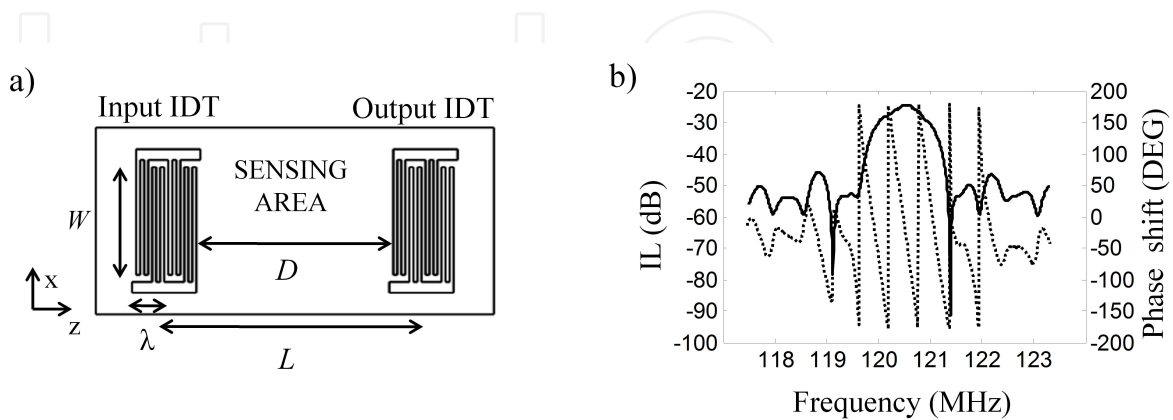 a)
Input IDT
Output IDT
SENSING
AREA
W
D
x
z
λ
L
b)
-20
-30
-40
-50
-60
-70
-80
-90
-100
IL (dB)
200
150
100
50
0
-50
-100
-150
-200
Phase shift (DEG)
118 119 120 121 122 123
Frequency (MHz)